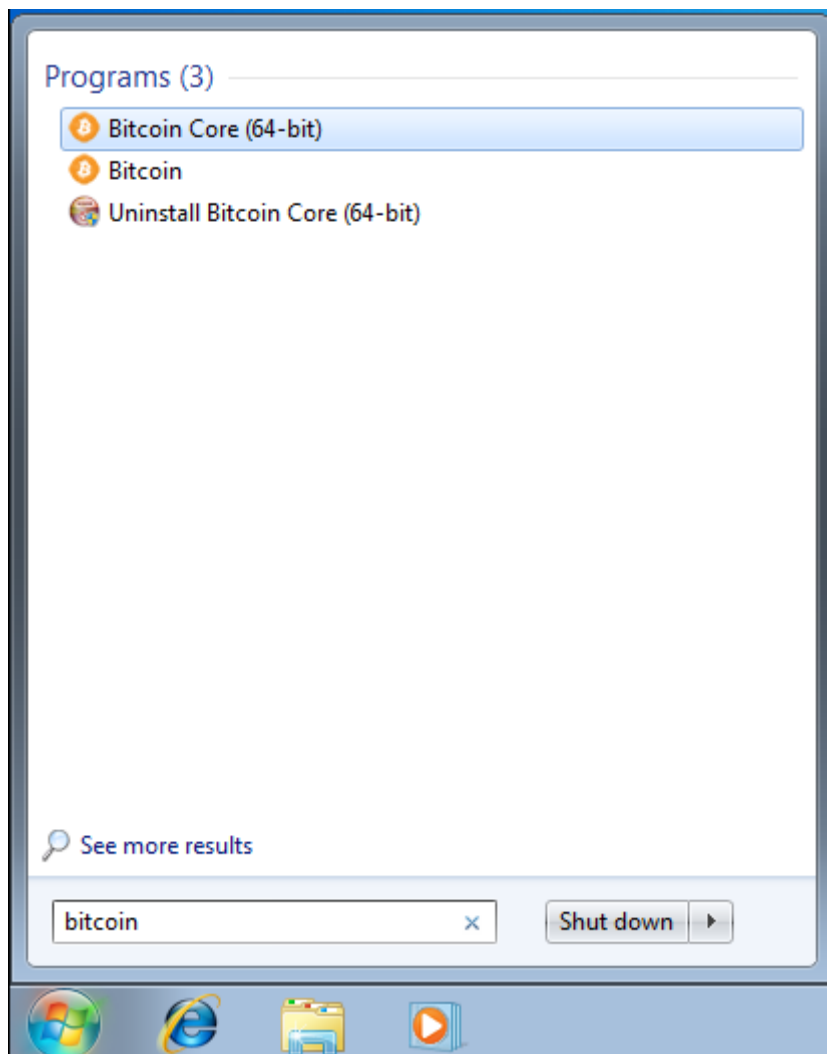 Programs (3)
Bitcoin Core (64-bit)
Bitcoin
Uninstall Bitcoin Core (64-bit)
See more results
bitcoin
Shut down